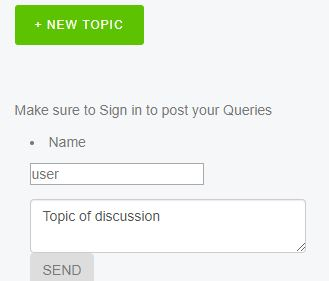 + NEW TOPIC
Make sure to Sign in to post your Queries
• Name
user
Topic of discussion
SEND